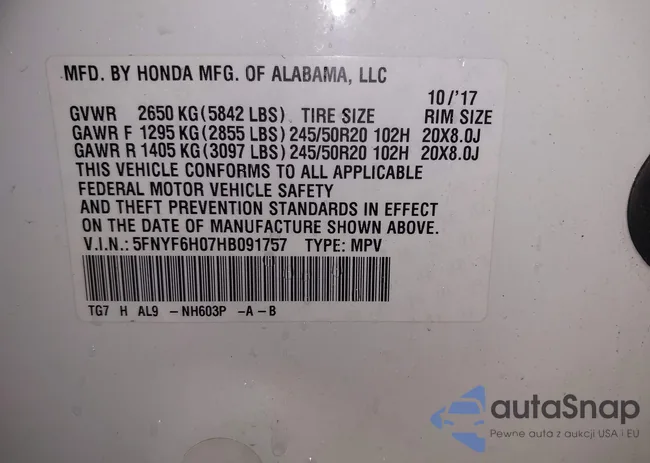 MFD. BY HONDA MFG. OF ALABAMA, LLC
10/'17
GVWR 2650 KG (5842 LBS) TIRE SIZE RIM SIZE
GAWR F 1295 KG (2855 LBS) 245/50R20 102H 20X8.0J
GAWR R 1405 KG (3097 LBS) 245/50R20 102H 20X8.0J
THIS VEHICLE CONFORMS TO ALL APPLICABLE
FEDERAL MOTOR VEHICLE SAFETY
AND THEFT PREVENTION STANDARDS IN EFFECT
ON THE DATE OF MANUFACTURE SHOWN ABOVE.
V.I.N.: 5FNYF6H07HB091757 TYPE: MPV
TG7 H AL9 -NH603P -A-B
autaSnap
Pewne auta z aukcji USA i EU